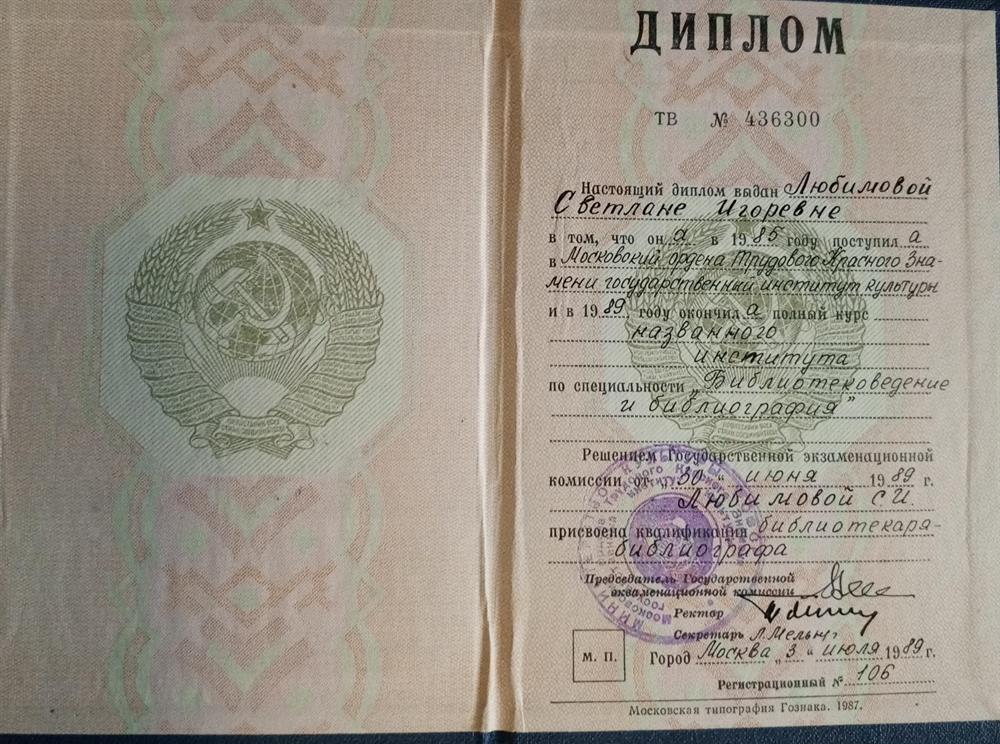 ДИПЛОМ
ТВ № 436300
Настоящий диплом выдан Любимовой
Светлане Игоревне
в том, что он а в 1985 году поступил а
в Московский ордена Трудового Красного Зна-
мени государственный институт культуры
и в 1989 году окончил а полный курс
названного
института
по специальности „Библиотековедение
и библиография"
Решением Государственной экзаменационной
комиссии от „30" июня 1989 г.
Любимовой С.И.
присвоена квалификация библиотекаря-
библиографа
Председатель Государственной
экзаменационной комиссии
Ректор
Секретарь Л.Мельн
М. П.
Город Москва „3" июля 1989 г.
Регистрационный № 106
Московская типография Гознака. 1987.